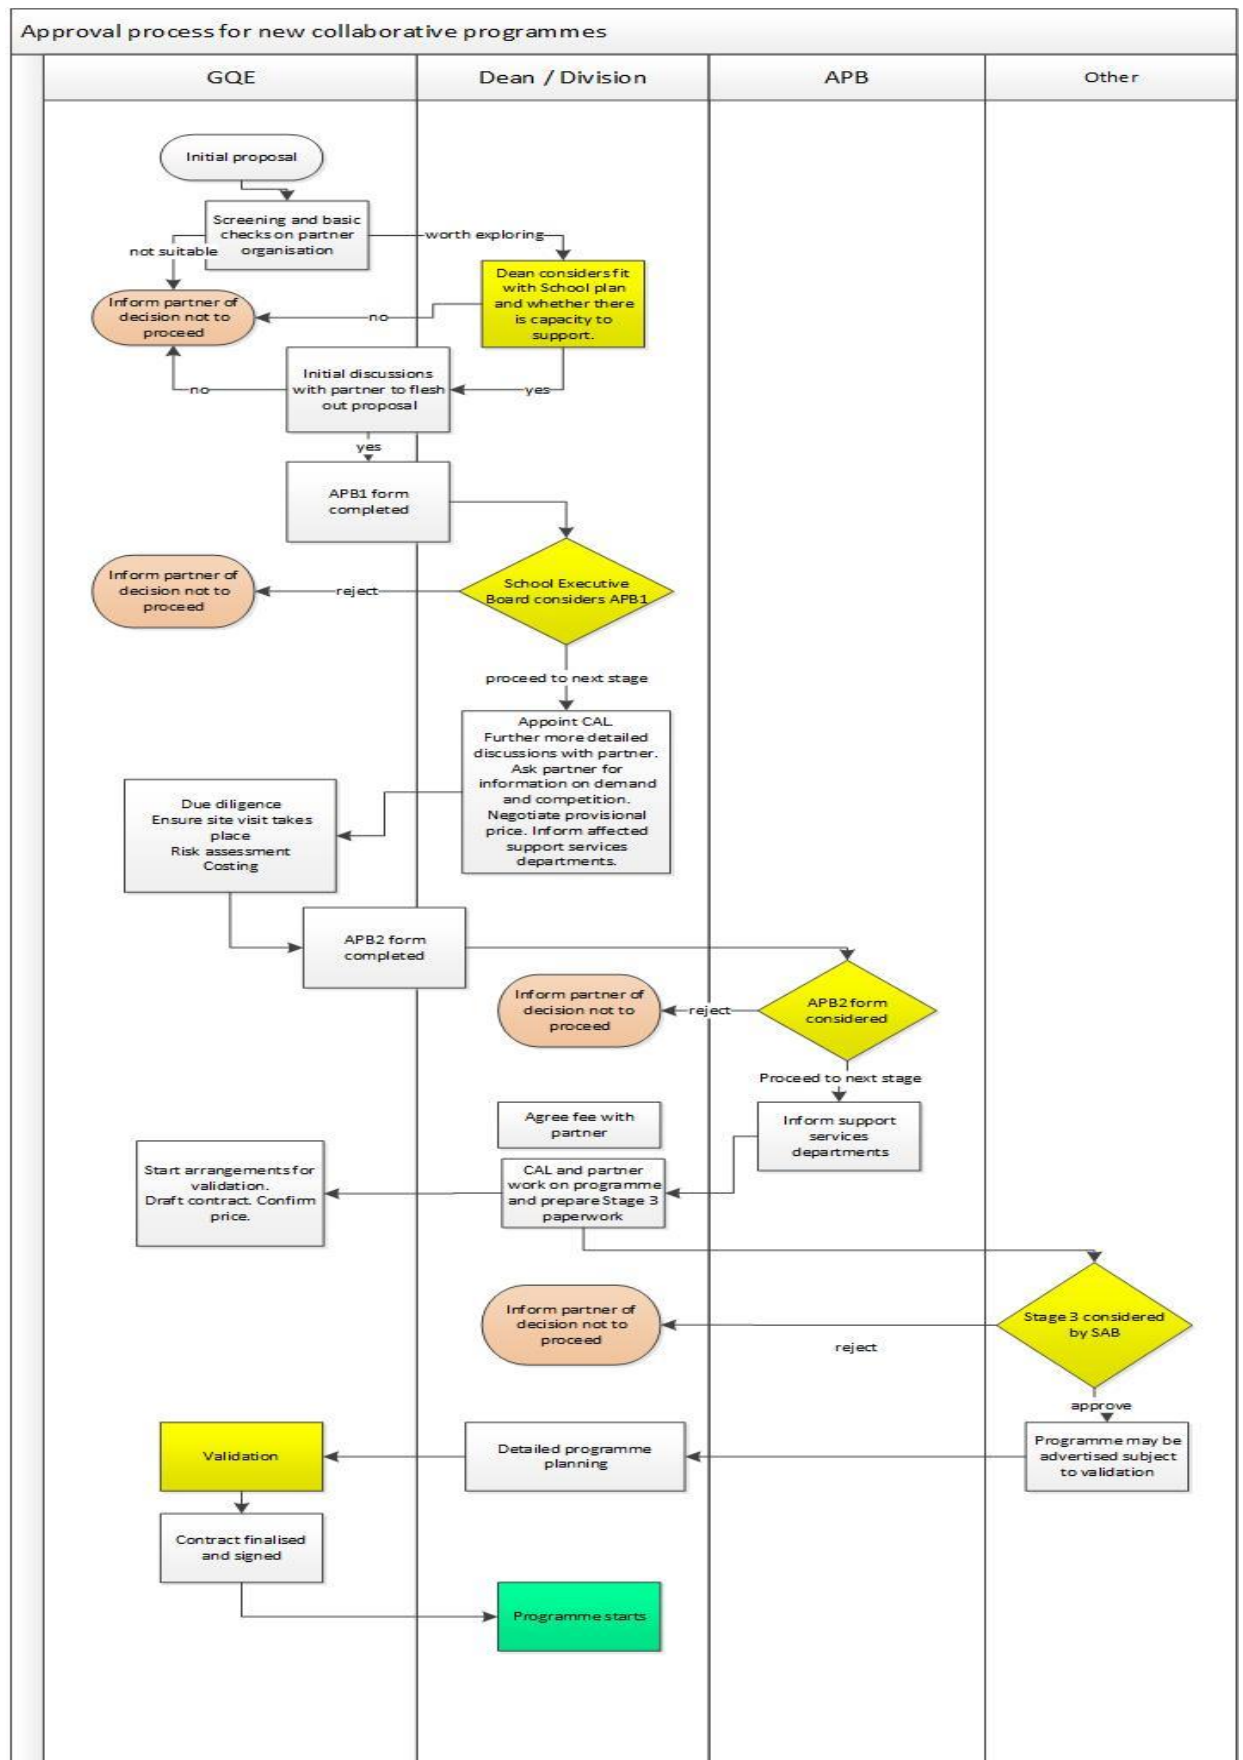 Approval process for new collaborative programmes
GQE
Dean / Division
APB
Other
Initial proposal
Screening and basic
checks on partner
organisation
not suitable
worth exploring
Inform partner of
decision not to
proceed
no
Dean considers fit
with School plan
and whether there
is capacity to
support.
Initial discussions
with partner to flesh
out proposal
no
yes
yes
APB1 form
completed
Inform partner of
decision not to
proceed
reject
School Executive
Board considers APB1
proceed to next stage
Appoint CAL
Further more detailed
discussions with partner.
Ask partner for
information on demand
and competition.
Negotiate provisional
price. Inform affected
support services
departments.
Due diligence
Ensure site visit takes
place
Risk assessment
Costing
APB2 form
completed
Inform partner of
decision not to
proceed
reject
APB2 form
considered
Proceed to next stage
Agree fee with
partner
Inform support
services
departments
Start arrangements for
validation.
Draft contract. Confirm
price.
CAL and partner
work on programme
and prepare Stage 3
paperwork
Inform partner of
decision not to
proceed
reject
Stage 3 considered
by SAB
approve
Validation
Detailed programme
planning
Programme may be
advertised subject
to validation
Contract finalised
and signed
Programme starts